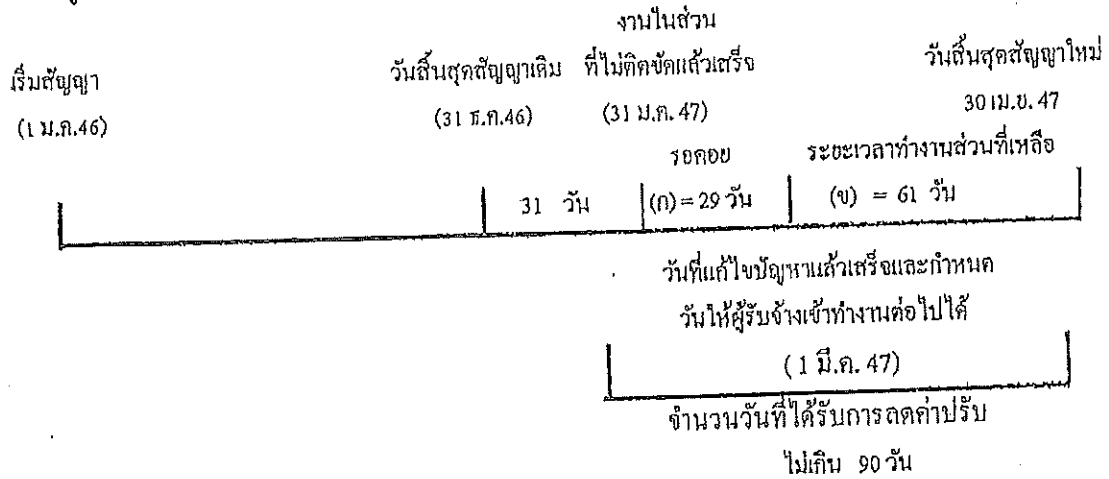 งานในส่วน
เริ่มสัญญา วันสิ้นสุดสัญญาเดิม ที่ไม่ติดขัดแล้วเสร็จ วันสิ้นสุดสัญญาใหม่
(1 ม.ค.46) (31 ธ.ค.46) (31 ม.ค. 47) 30 เม.ย. 47
รอคอย ระยะเวลาทำงานส่วนที่เหลือ
31 วัน (ก) = 29 วัน (ข) = 61 วัน
วันที่แก้ไขปัญหาแล้วเสร็จและกำหนด
วันให้ผู้รับจ้างเข้าทำงานต่อไปได้
(1 มี.ค. 47)
จำนวนวันที่ได้รับการลดค่าปรับ
ไม่เกิน 90 วัน